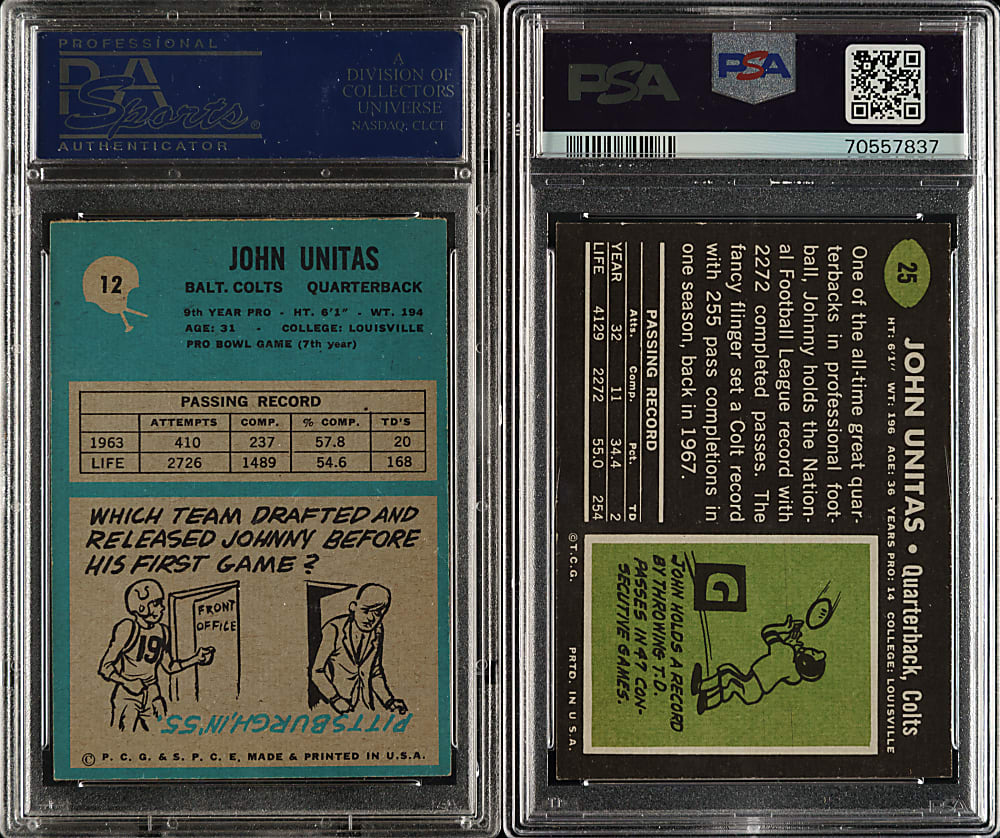 PROFESSIONAL
PSA
Sports®
AUTHENTICATOR
A
DIVISION OF
COLLECTORS
UNIVERSE
NASDAQ: CLCT
12
JOHN UNITAS
BALT. COLTS QUARTERBACK
9th YEAR PRO - HT. 6'1" - WT. 194
AGE: 31 - COLLEGE: LOUISVILLE
PRO BOWL GAME (7th year)
PASSING RECORD
ATTEMPTS COMP. % COMP. TD'S
1963 410 237 57.8 20
LIFE 2726 1489 54.6 168
WHICH TEAM DRAFTED AND
RELEASED JOHNNY BEFORE
HIS FIRST GAME?
FRONT
OFFICE
19
PITTSBURGH, IN '55.
© P. C. G. & S. P. C. E. MADE & PRINTED IN U.S.A.
PSA
PSA
70557837
25
JOHN UNITAS • Quarterback, Colts
HT: 6'1" WT: 196 AGE: 36 YEARS PRO: 14 COLLEGE: LOUISVILLE
One of the all-time great quar-
terbacks in professional foot-
ball, Johnny holds the Nation-
al Football League record with
2272 completed passes. The
fancy flinger set a Colt record
with 255 pass completions in
one season, back in 1967.
PASSING RECORD
YEAR Atts. Comp. Pct. TD
YEAR 32 11 34.4 2
LIFE 4129 2272 55.0 254
G
JOHN HOLDS A RECORD
BY THROWING T.D.
PASSES IN 47 CON-
SECUTIVE GAMES.
© T.C.G. PRTD. IN U.S.A.
PSA